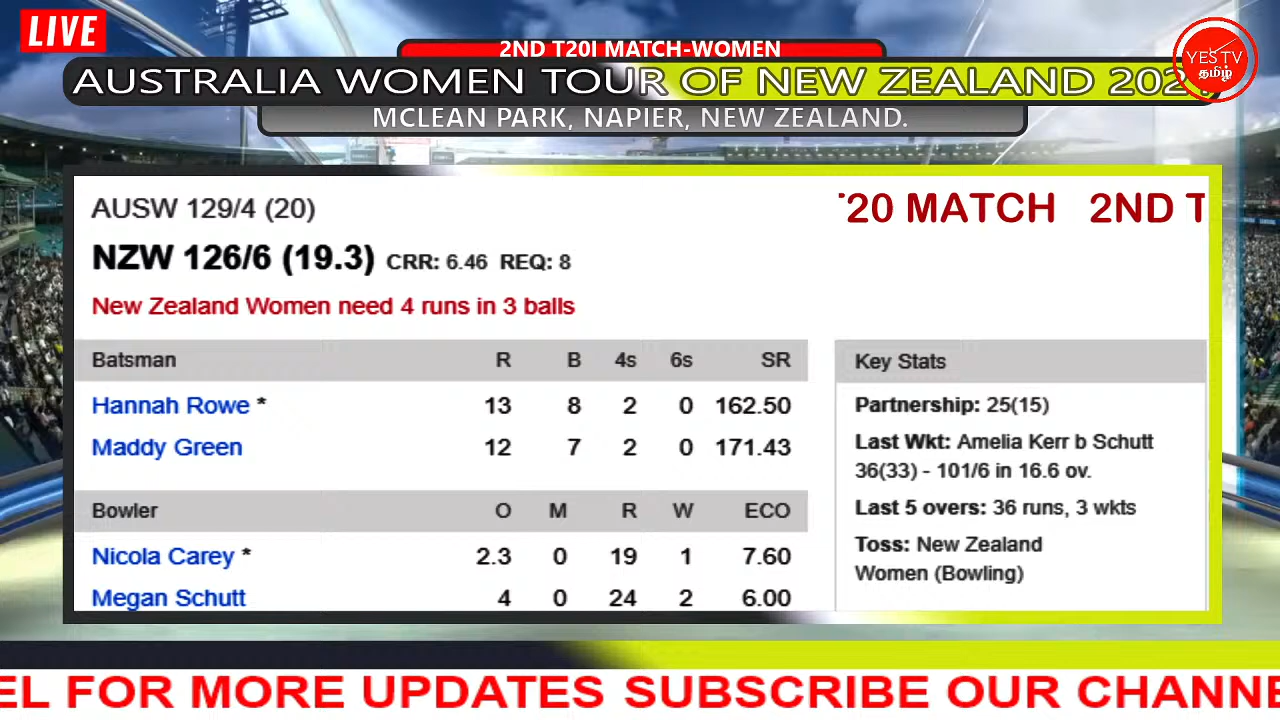 LIVE
2ND T20I MATCH-WOMEN
YES TV
தமிழ்
AUSTRALIA WOMEN TOUR OF NEW ZEALAND
MCLEAN PARK, NAPIER, NEW ZEALAND.
AUSW 129/4 (20)
'20 MATCH 2ND T
NZW 126/6 (19.3) CRR: 6.46 REQ: 8
New Zealand Women need 4 runs in 3 balls
Batsman R B 4s 6s SR
Hannah Rowe * 13 8 2 0 162.50
Maddy Green 12 7 2 0 171.43
Bowler O M R W ECO
Nicola Carey * 2.3 0 19 1 7.60
Megan Schutt 4 0 24 2 6.00
Key Stats
Partnership: 25(15)
Last Wkt: Amelia Kerr b Schutt
36(33) - 101/6 in 16.6 ov.
Last 5 overs: 36 runs, 3 wkts
Toss: New Zealand
Women (Bowling)
EL FOR MORE UPDATES SUBSCRIBE OUR CHANNE